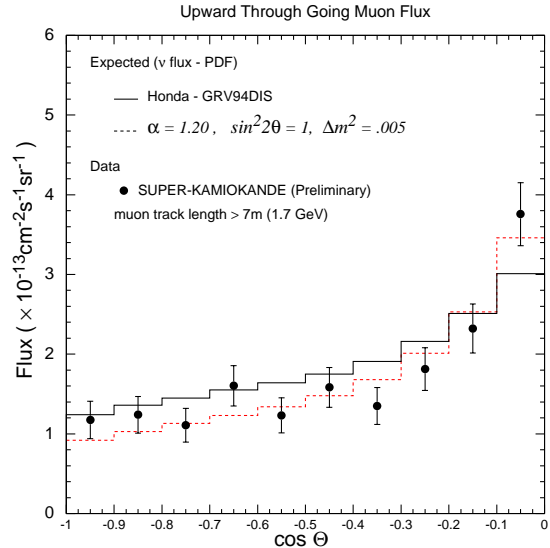 Upward Through Going Muon Flux
Expected (ν flux - PDF)
Honda - GRV94DIS
α = 1.20 , sin²2θ = 1, Δm² = .005
Data
SUPER-KAMIOKANDE (Preliminary)
muon track length > 7m (1.7 GeV)
Flux ( × 10⁻¹³cm⁻²s⁻¹sr⁻¹ )
6
5
4
3
2
1
0
-1 -0.9 -0.8 -0.7 -0.6 -0.5 -0.4 -0.3 -0.2 -0.1 0
cos Θ